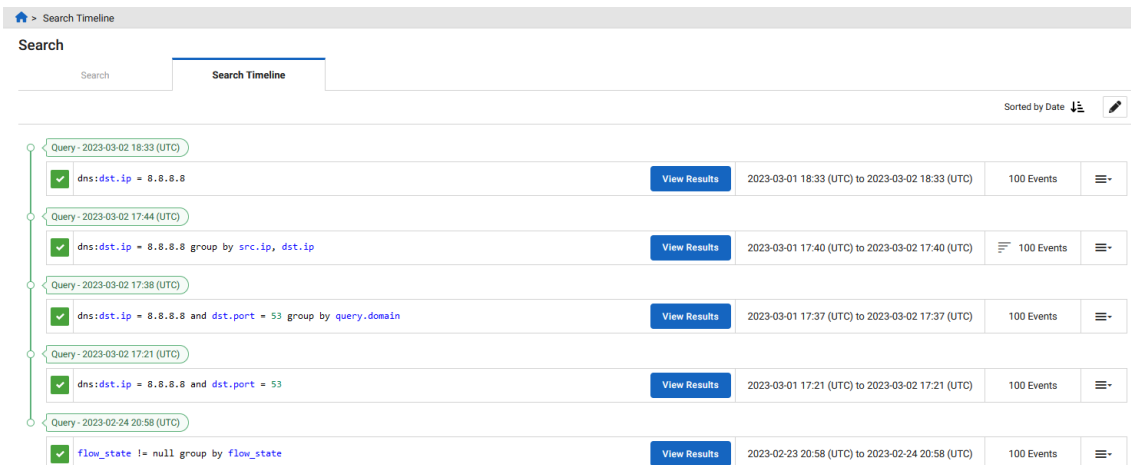 > Search Timeline
Search
Search Search Timeline
Sorted by Date
Query - 2023-03-02 18:33 (UTC)
dns:dst.ip = 8.8.8.8 View Results 2023-03-01 18:33 (UTC) to 2023-03-02 18:33 (UTC) 100 Events
Query - 2023-03-02 17:44 (UTC)
dns:dst.ip = 8.8.8.8 group by src.ip, dst.ip View Results 2023-03-01 17:40 (UTC) to 2023-03-02 17:40 (UTC) 100 Events
Query - 2023-03-02 17:38 (UTC)
dns:dst.ip = 8.8.8.8 and dst.port = 53 group by query.domain View Results 2023-03-01 17:37 (UTC) to 2023-03-02 17:37 (UTC) 100 Events
Query - 2023-03-02 17:21 (UTC)
dns:dst.ip = 8.8.8.8 and dst.port = 53 View Results 2023-03-01 17:21 (UTC) to 2023-03-02 17:21 (UTC) 100 Events
Query - 2023-02-24 20:58 (UTC)
flow_state != null group by flow_state View Results 2023-02-23 20:58 (UTC) to 2023-02-24 20:58 (UTC) 100 Events